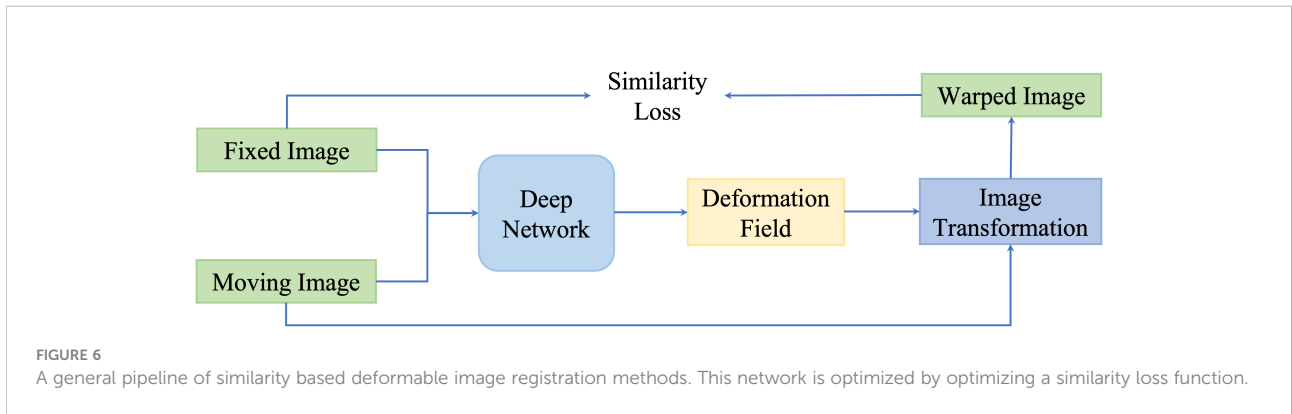 Similarity
Loss
Warped Image
Fixed Image
Deep
Network
Deformation
Field
Image
Transformation
Moving Image
FIGURE 6
A general pipeline of similarity based deformable image registration methods. This network is optimized by optimizing a similarity loss function.